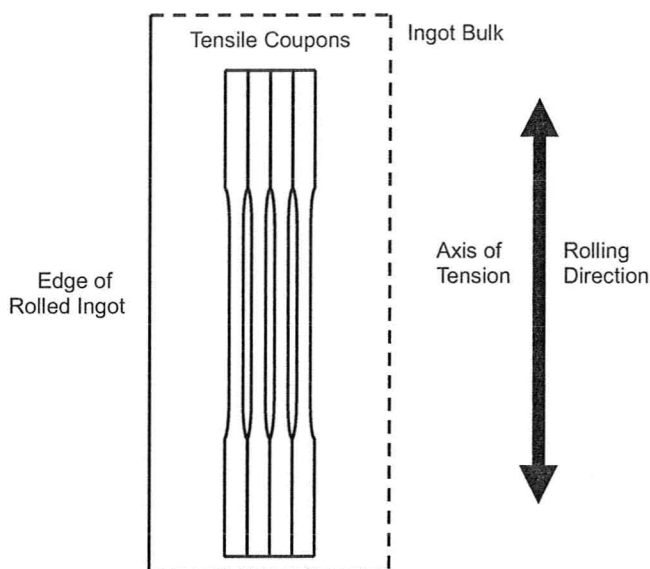 Tensile Coupons
Ingot Bulk
Edge of
Rolled Ingot
Axis of
Tension
Rolling
Direction